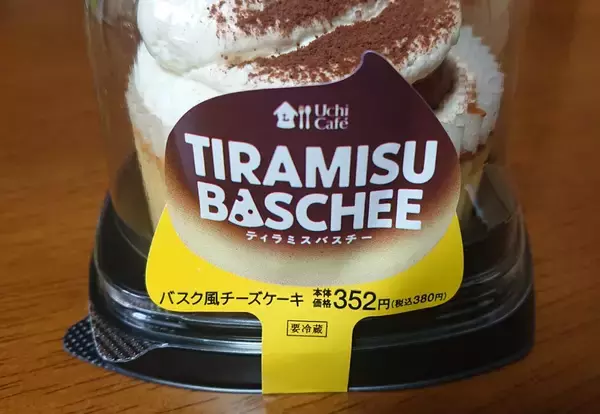 Uchi
Café
TIRAMISU
BASCHEE
ティラミスバスチー
バスク風チーズケーキ 本体価格352円(税込380円)
要冷蔵